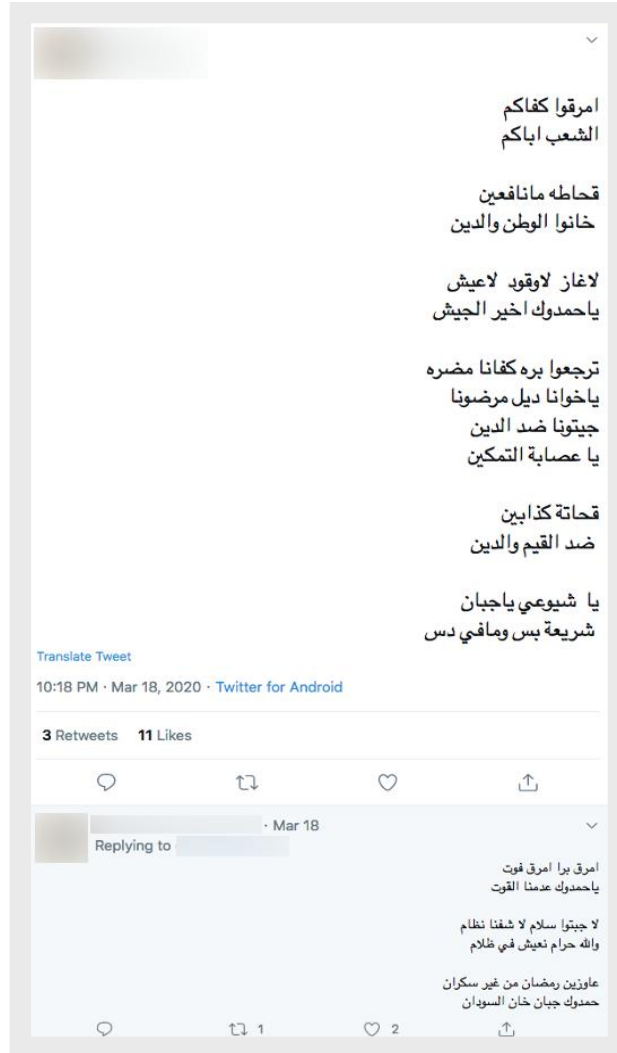 امرقوا كفاكم
الشعب اباكم
قحاطه مانافعين
خانوا الوطن والدين
لاغاز لاوقود لاعيش
ياحمدوك اخير الجيش
ترجعوا بره كفانا مضره
ياخوانا ديل مرضونا
جيتونا ضد الدين
يا عصابة التمكين
قحاتة كذابين
ضد القيم والدين
يا شيوعي ياجبان
شريعة بس ومافي دس
Translate Tweet
10:18 PM · Mar 18, 2020 · Twitter for Android
3 Retweets 11 Likes
· Mar 18
Replying to
امرق برا امرق فوت
ياحمدوك عدمنا القوت
لا جبتوا سلام لا شفنا نظام
والله حرام نعيش في ظلام
عاوزين رمضان من غير سكران
حمدوك جبان خان السودان
1 2